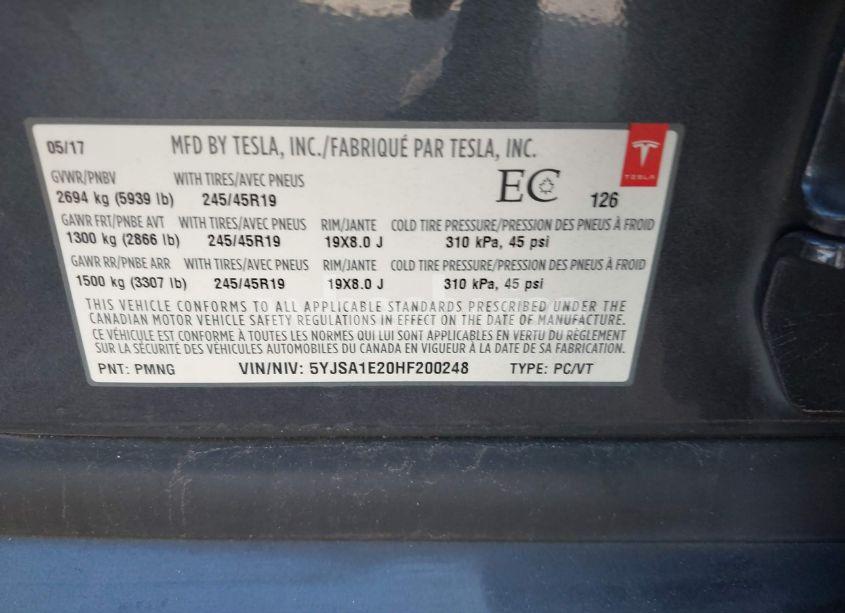 05/17 MFD BY TESLA, INC./FABRIQUÉ PAR TESLA, INC.
TESLA
GVWR/PNBV WITH TIRES/AVEC PNEUS EC 126
2694 kg (5939 lb) 245/45R19
GAWR FRT/PNBE AVT WITH TIRES/AVEC PNEUS RIM/JANTE COLD TIRE PRESSURE/PRESSION DES PNEUS À FROID
1300 kg (2866 lb) 245/45R19 19X8.0 J 310 kPa, 45 psi
GAWR RR/PNBE ARR WITH TIRES/AVEC PNEUS RIM/JANTE COLD TIRE PRESSURE/PRESSION DES PNEUS À FROID
1500 kg (3307 lb) 245/45R19 19X8.0 J 310 kPa, 45 psi
THIS VEHICLE CONFORMS TO ALL APPLICABLE STANDARDS PRESCRIBED UNDER THE
CANADIAN MOTOR VEHICLE SAFETY REGULATIONS IN EFFECT ON THE DATE OF MANUFACTURE.
CE VÉHICULE EST CONFORME À TOUTES LES NORMES QUI LUI SONT APPLICABLES EN VERTU DU RÈGLEMENT
SUR LA SÉCURITÉ DES VÉHICULES AUTOMOBILES DU CANADA EN VIGUEUR À LA DATE DE SA FABRICATION.
PNT: PMNG VIN/NIV: 5YJSA1E20HF200248 TYPE: PC/VT